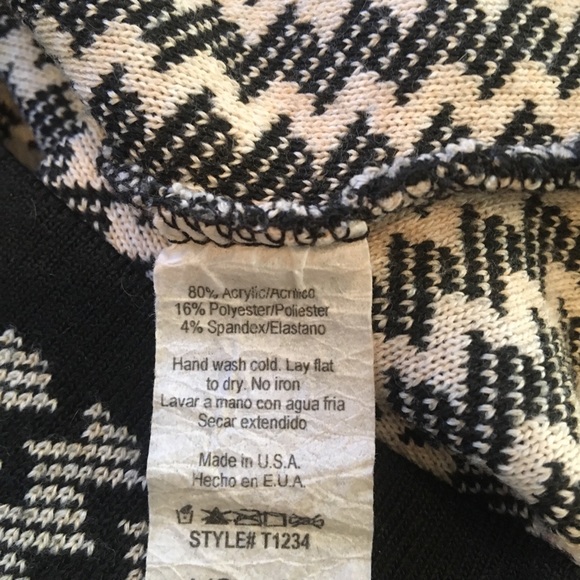 80% Acrylic/Acrilico
16% Polyester/Poliester
4% Spandex/Elastano
Hand wash cold. Lay flat
to dry. No iron
Lavar a mano con agua fria
Secar extendido
Made in U.S.A.
Hecho en E.U.A.
STYLE# T1234